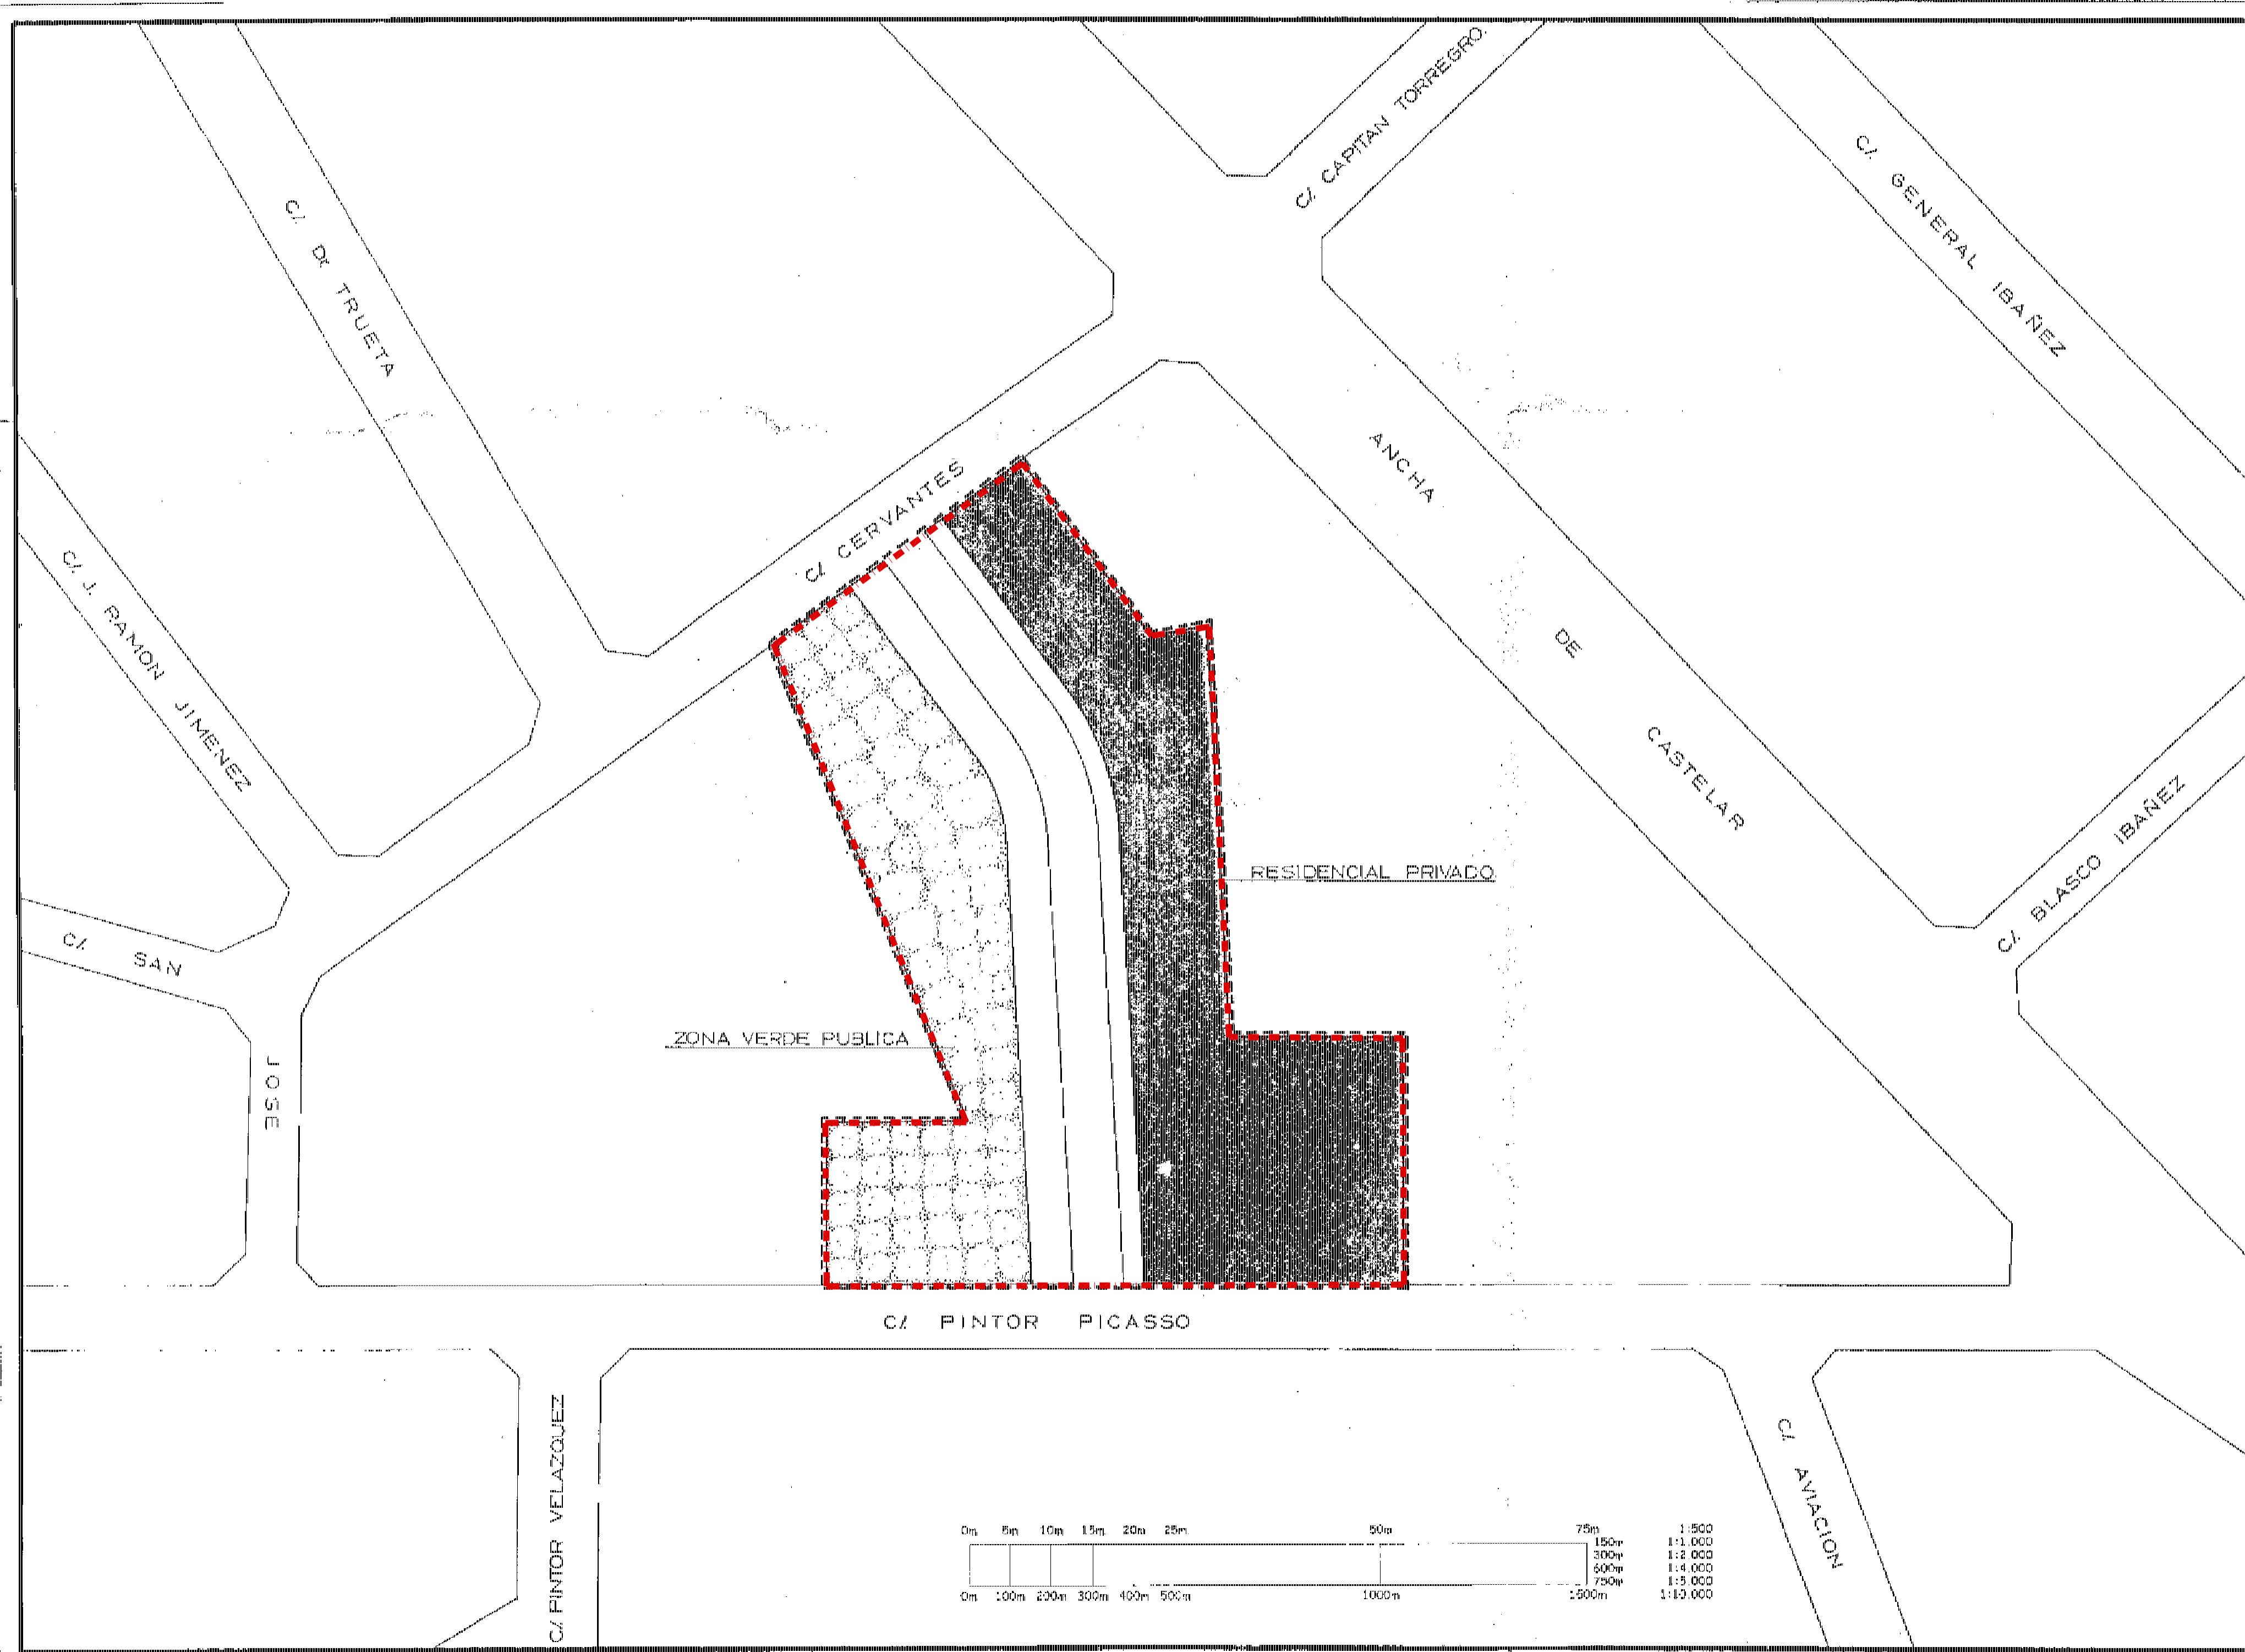 C/. CAPITAN TORREGRO.
C/. GENERAL IBAÑEZ
C/. Dr. TRUETA
ANCHA DE CASTELAR
C/. CERVANTES
C/. J. RAMON JIMENEZ
C/. BLASCO IBAÑEZ
RESIDENCIAL PRIVADO
C/. SAN JOSE
ZONA VERDE PUBLICA
C/. PINTOR PICASSO
C/. PINTOR VELAZQUEZ
C/. AVIACION
0m 5m 10m 15m 20m 25m 50m 75m 1:500
150m 1:1.000
300m 1:2.000
600m 1:4.000
750m 1:5.000
0m 100m 200m 300m 400m 500m 1000m 1500m 1:10.000